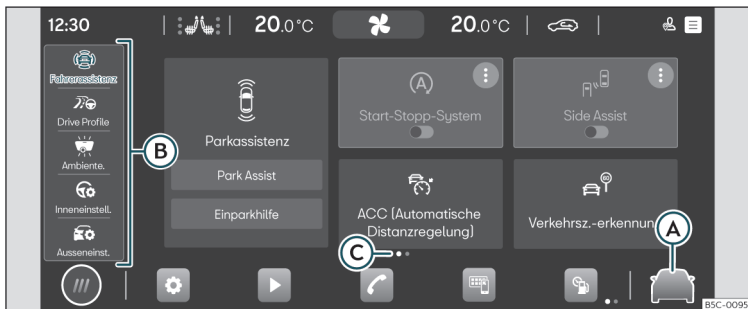 12:30
20.0°C
20.0°C
Fahrerassistenz
Drive Profile
Ambiente.
Inneneinstell.
Ausseneinst.
B
Parkassistenz
Park Assist
Einparkhilfe
A
Start-Stopp-System
Side Assist
ACC (Automatische
Distanzregelung)
60
Verkehrsz.-erkennun
A
C
B5C-0095